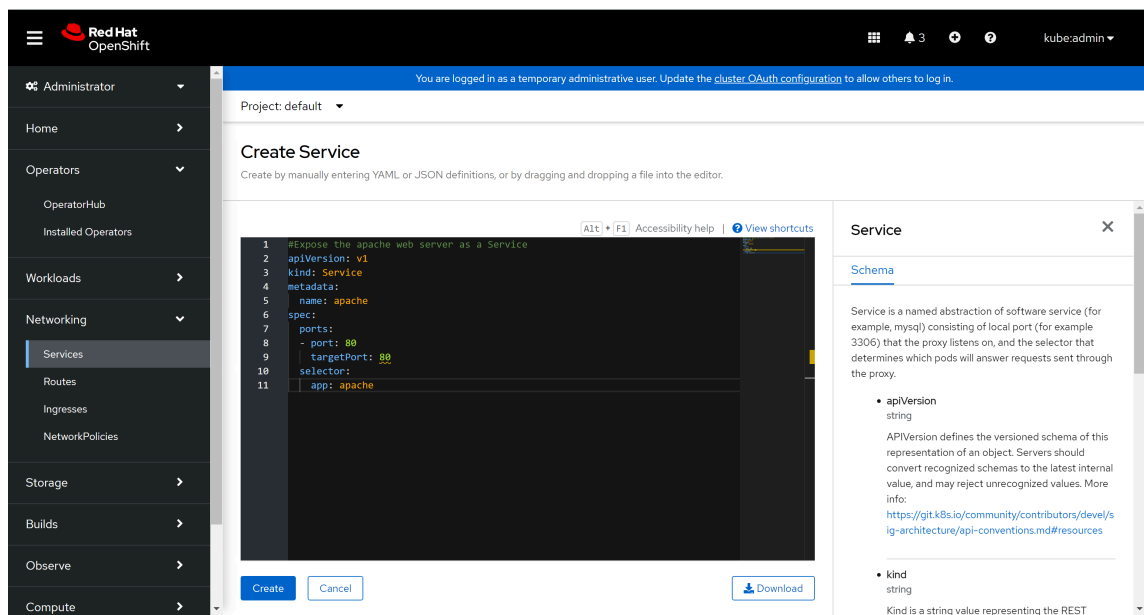 Red Hat
OpenShift
3
kube:admin
Administrator
Home
Operators
OperatorHub
Installed Operators
Workloads
Networking
Services
Routes
Ingresses
NetworkPolicies
Storage
Builds
Observe
Compute
You are logged in as a temporary administrative user. Update the cluster OAuth configuration to allow others to log in.
Project: default
Create Service
Create by manually entering YAML or JSON definitions, or by dragging and dropping a file into the editor.
Alt + F1 Accessibility help | View shortcuts
1 #Expose the apache web server as a Service
2 apiVersion: v1
3 kind: Service
4 metadata:
5   name: apache
6 spec:
7   ports:
8   - port: 80
9     targetPort: 80
10   selector:
11     app: apache
Create
Cancel
Download
Service
Schema
Service is a named abstraction of software service (for
example, mysql) consisting of local port (for example
3306) that the proxy listens on, and the selector that
determines which pods will answer requests sent through
the proxy.
• apiVersion
string
APIVersion defines the versioned schema of this
representation of an object. Servers should
convert recognized schemas to the latest internal
value, and may reject unrecognized values. More
info:
https://git.k8s.io/community/contributors/devel/s
ig-architecture/api-conventions.md#resources
• kind
string
Kind is a string value representing the REST